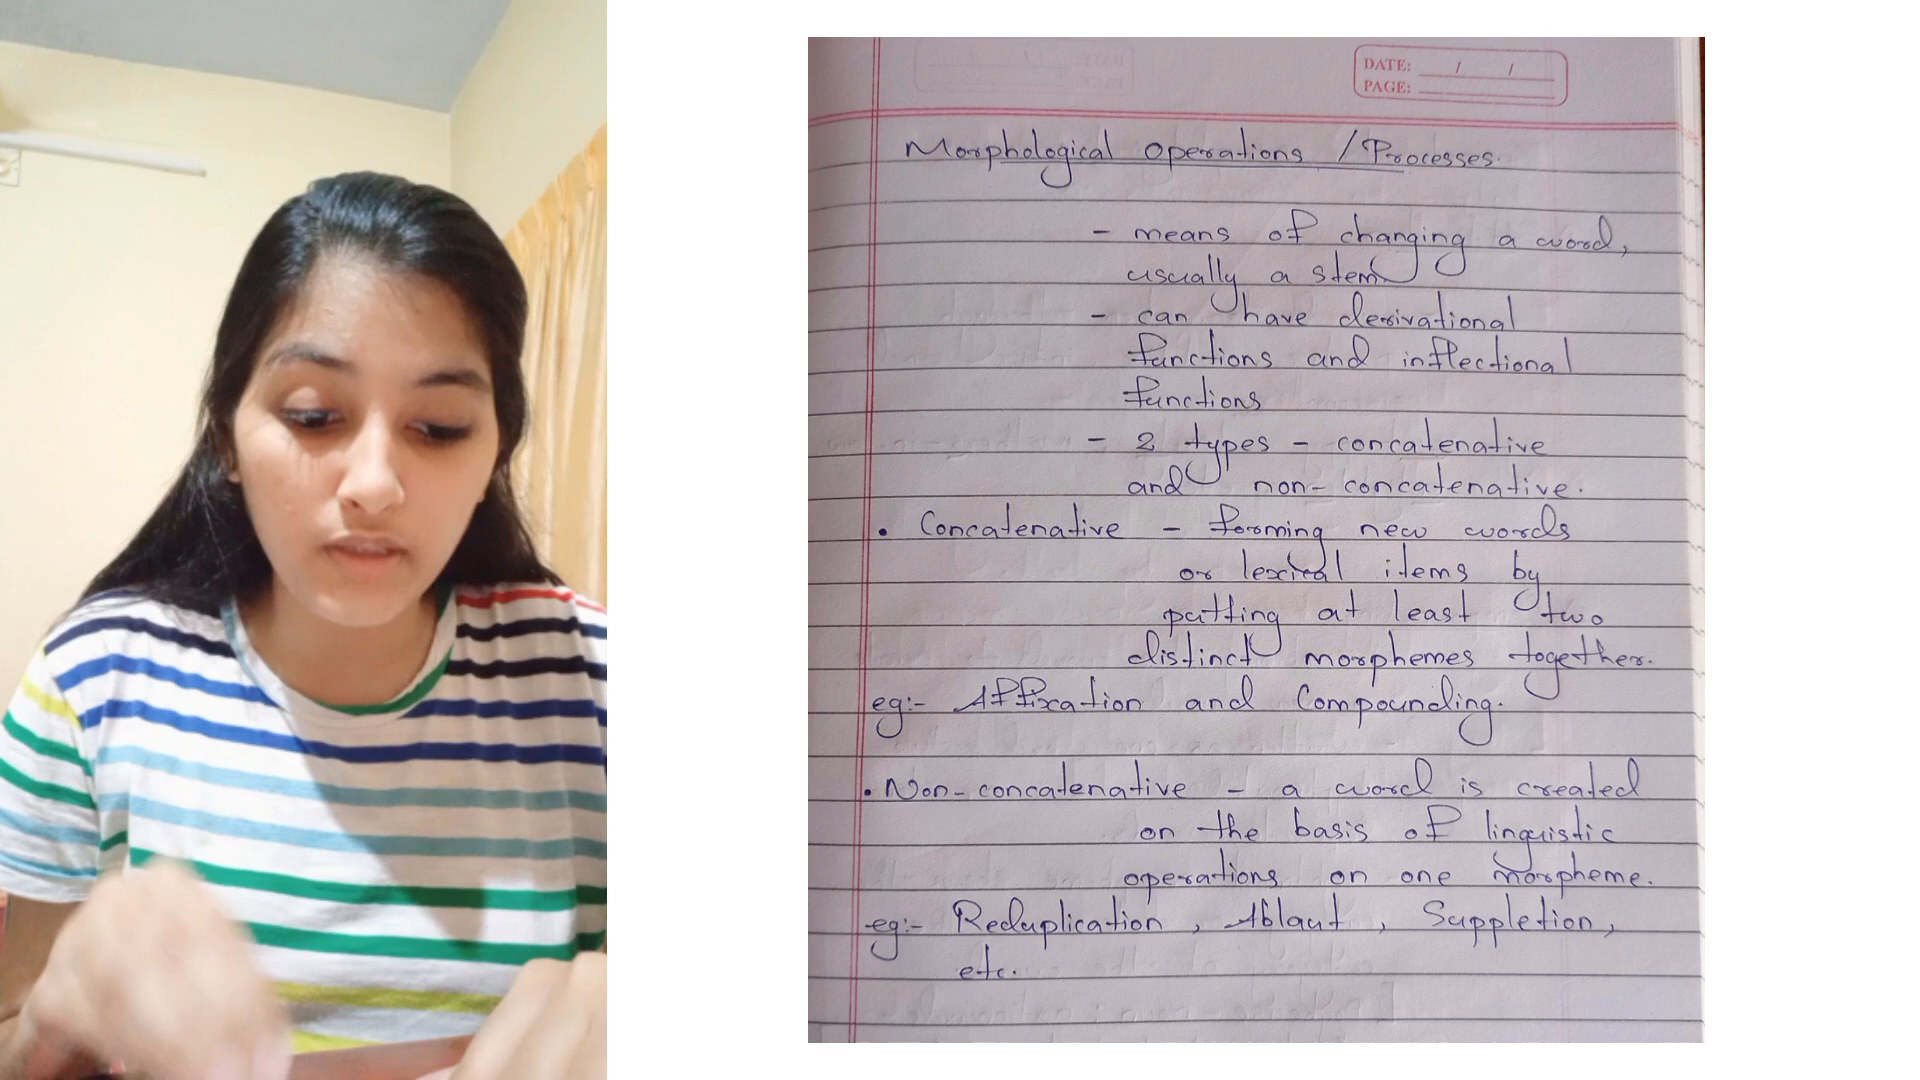 DATE: / /
PAGE:
Morphological Operations / Processes.
- means of changing a word,
usually a stem
- can have derivational
functions and inflectional
functions
- 2 types - concatenative
and non-concatenative.
• Concatenative - forming new words
or lexical items by
putting at least two
distinct morphemes together.
eg:- Affixation and Compounding.
• Non-concatenative - a word is created
on the basis of linguistic
operations on one morpheme.
eg:- Reduplication, Ablaut, Suppletion,
etc.